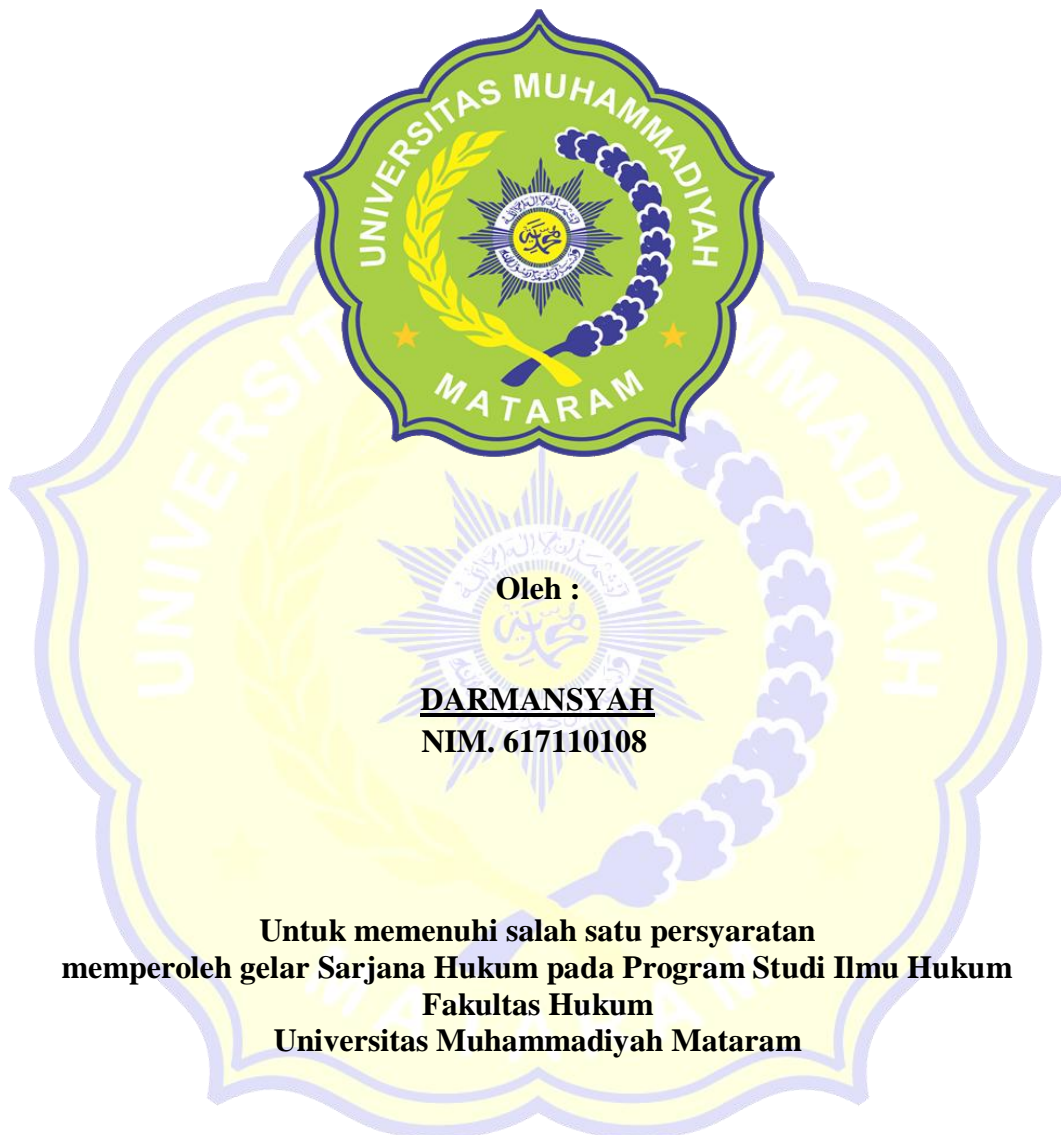 UNIVERSITAS MUHAMMADIYAH
MATARAM
Oleh :
DARMANSYAH
NIM. 617110108
Untuk memenuhi salah satu persyaratan
memperoleh gelar Sarjana Hukum pada Program Studi Ilmu Hukum
Fakultas Hukum
Universitas Muhammadiyah Mataram